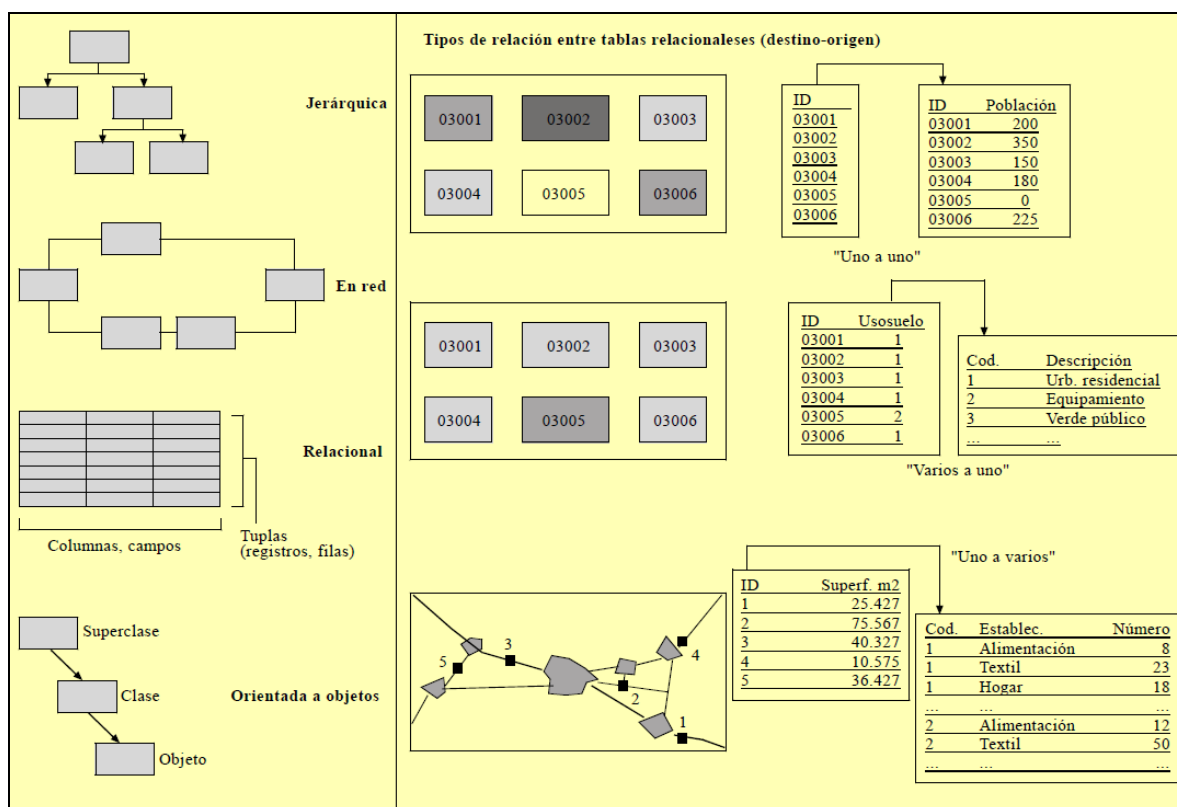 Jerárquica
En red
Relacional
Columnas, campos
Tuplas
(registros, filas)
Superclase
Clase
Orientada a objetos
Objeto
Tipos de relación entre tablas relacionaleses (destino-origen)
03001 03002 03003
03004 03005 03006
ID
03001
03002
03003
03004
03005
03006
ID Población
03001 200
03002 350
03003 150
03004 180
03005 0
03006 225
"Uno a uno"
03001 03002 03003
03004 03005 03006
ID Usosuelo
03001 1
03002 1
03003 1
03004 1
03005 2
03006 1
Cod. Descripción
1 Urb. residencial
2 Equipamiento
3 Verde público
... ...
"Varios a uno"
5
3
4
2
1
ID Superf. m2
1 25.427
2 75.567
3 40.327
4 10.575
5 36.427
"Uno a varios"
Cod. Establec. Número
1 Alimentación 8
1 Textil 23
1 Hogar 18
... ... ...
2 Alimentación 12
2 Textil 50
... ... ...